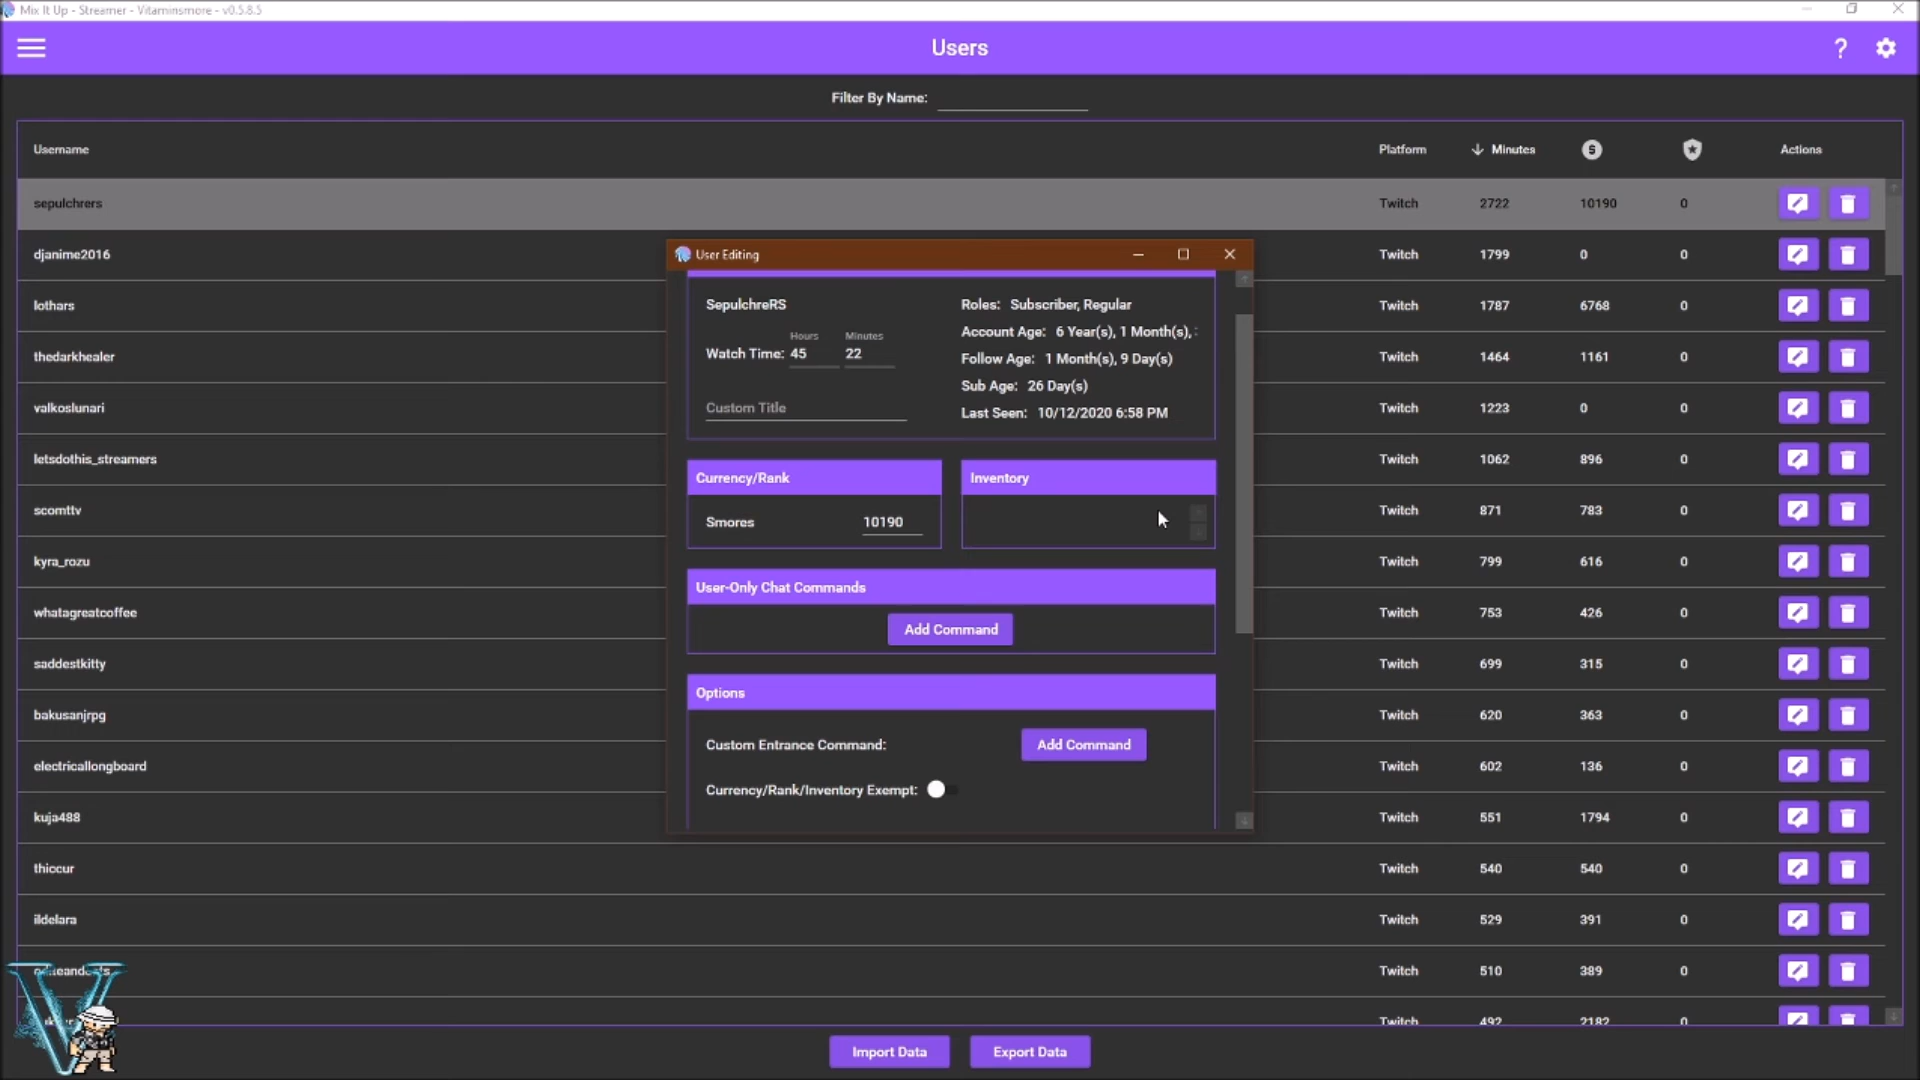 Mix It Up - Streamer - Vitaminsmore - v0.5.8.5
Users
?
Filter By Name:
Username Platform Minutes Actions
sepulchrers Twitch 2722 10190 0
djanime2016 Twitch 1799 0 0
lothars Twitch 1787 6768 0
thedarkhealer Twitch 1464 1161 0
valkoslunari Twitch 1223 0 0
letsdothis_streamers Twitch 1062 896 0
scomttv Twitch 871 783 0
kyra_rozu Twitch 799 616 0
whatagreatcoffee Twitch 753 426 0
saddestkitty Twitch 699 315 0
bakusanjrpg Twitch 620 363 0
electricallongboard Twitch 602 136 0
kuja488 Twitch 551 1794 0
thiccur Twitch 540 540 0
ildelara Twitch 529 391 0
Twitch 510 389 0
Twitch 492 2182 0
User Editing
SepulchreRS
Hours Minutes
Watch Time: 45 22
Custom Title
Roles: Subscriber, Regular
Account Age: 6 Year(s), 1 Month(s),
Follow Age: 1 Month(s), 9 Day(s)
Sub Age: 26 Day(s)
Last Seen: 10/12/2020 6:58 PM
Currency/Rank
Smores 10190
Inventory
User-Only Chat Commands
Add Command
Options
Custom Entrance Command: Add Command
Currency/Rank/Inventory Exempt:
Import Data Export Data
V